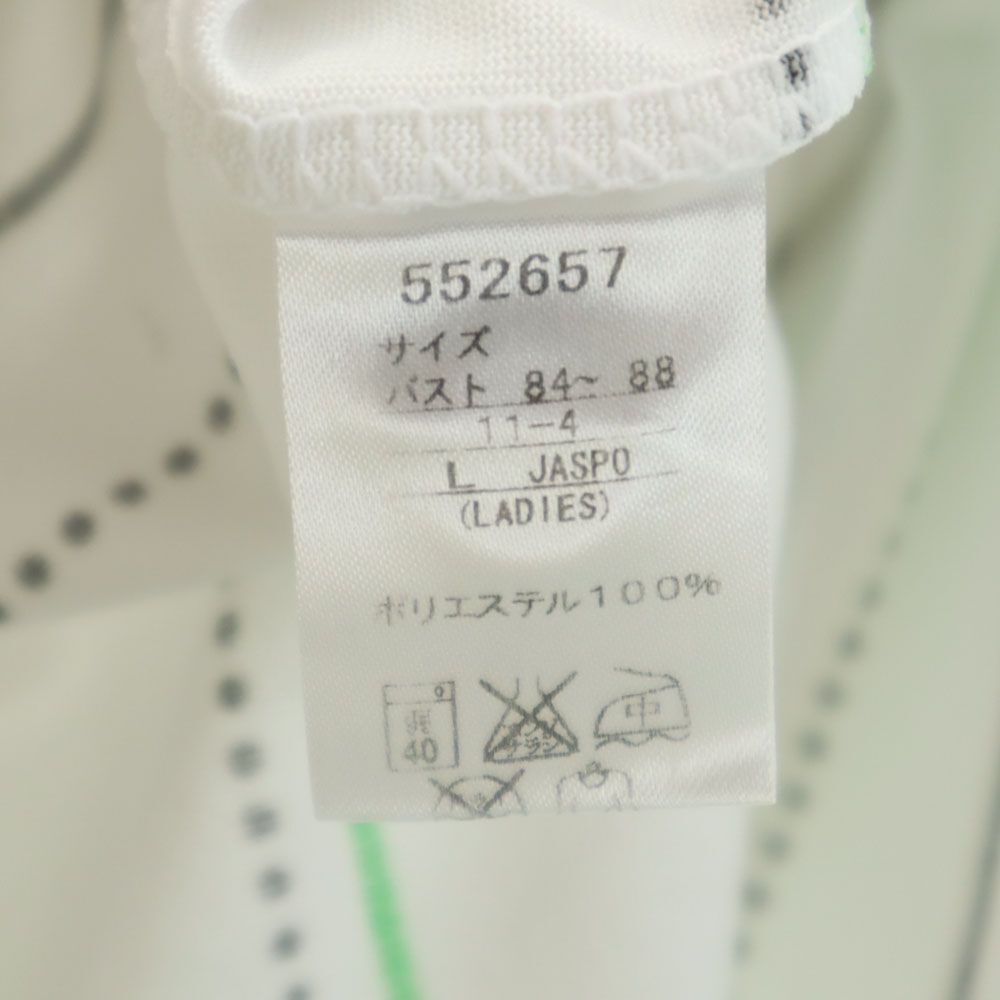 552657
サイズ
バスト 84~ 88
11-4
L JASPO
(LADIES)
ポリエステル100%
40
中